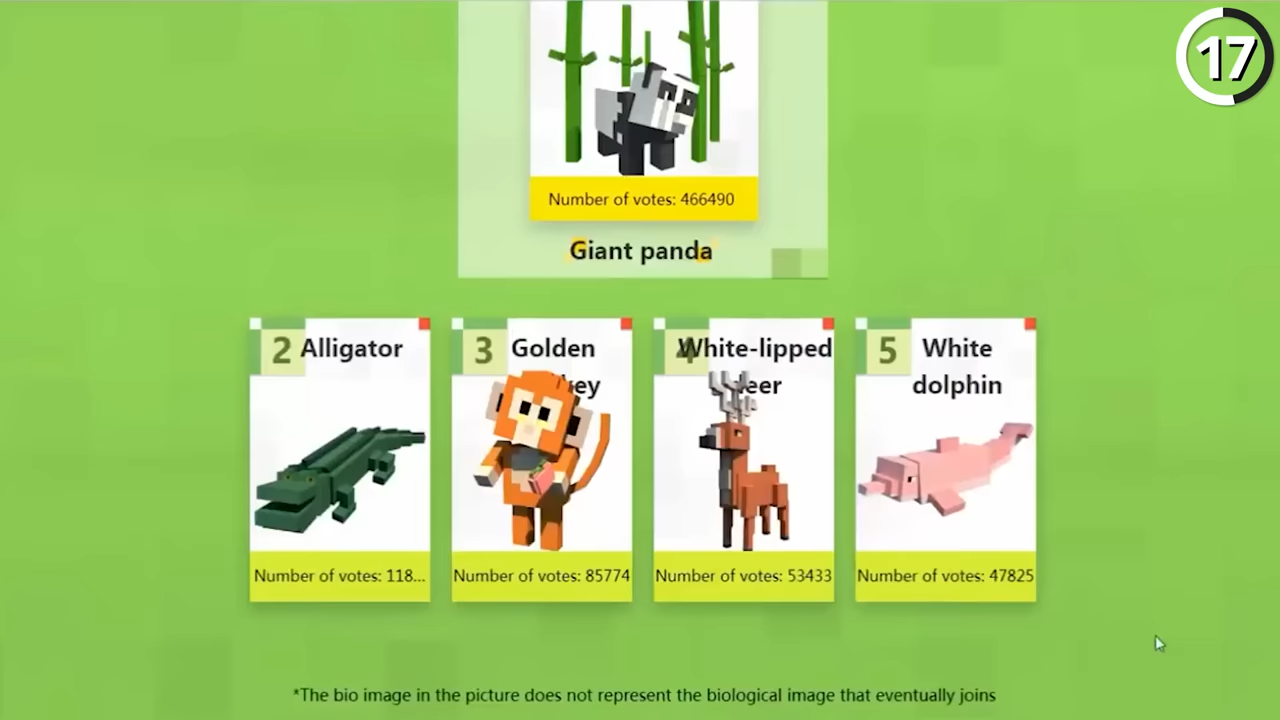 17
Number of votes: 466490
Giant panda
2 Alligator
Number of votes: 118...
3 Golden
Number of votes: 85774
4 White-lipped
deer
Number of votes: 53433
5 White
dolphin
Number of votes: 47825
*The bio image in the picture does not represent the biological image that eventually joins